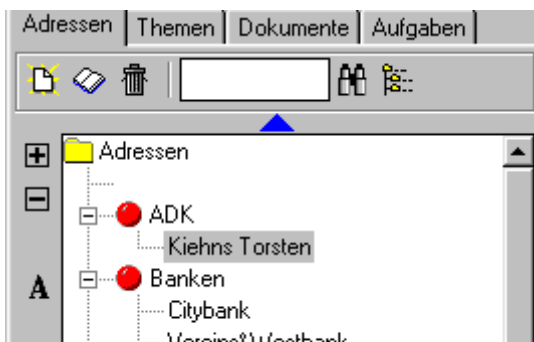 Adressen Themen Dokumente Aufgaben
Adressen
ADK
Kiehns Torsten
A
Banken
Citybank